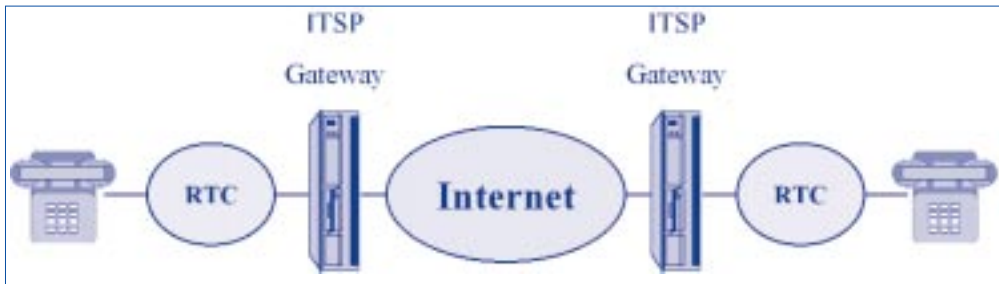 ITSP
Gateway
ITSP
Gateway
RTC
Internet
RTC